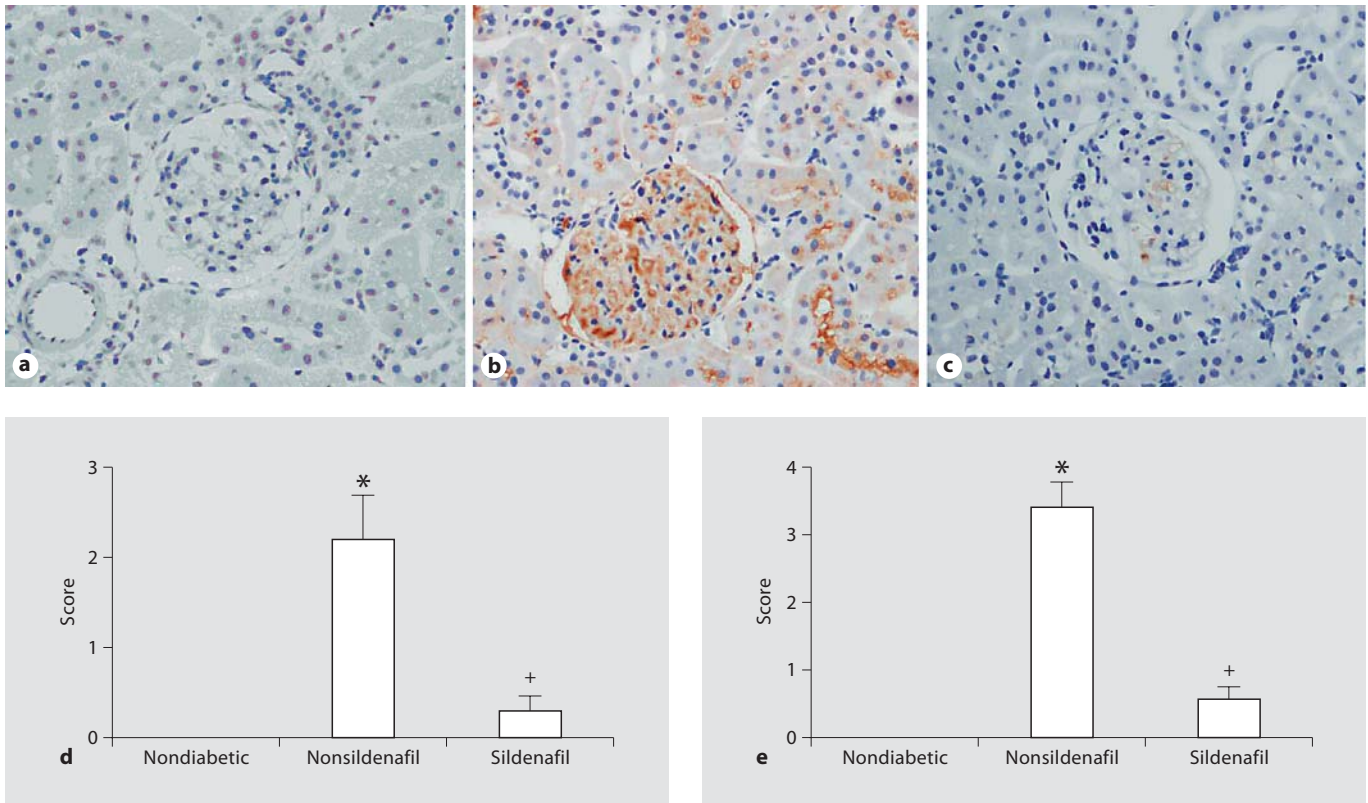 a
b
c
3
*
2
Score
1
+
0
d Nondiabetic Nonsildenafil Sildenafil
4
*
3
Score
2
1
+
0
e Nondiabetic Nonsildenafil Sildenafil